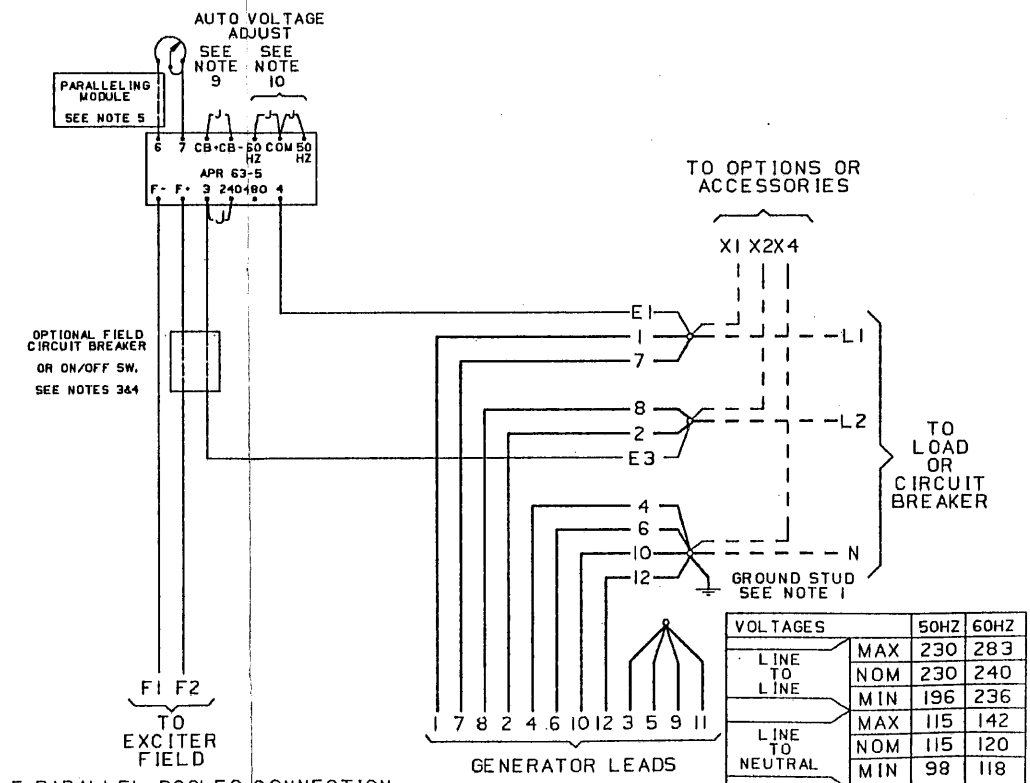 AUTO VOLTAGE
ADJUST
SEE
NOTE
9
SEE
NOTE
10
PARALLELING
MODULE
SEE NOTE 5
6 7 CB+ CB- 60 HZ COM 50 HZ
APR 63-5
F- F+ 3 240 480 4
TO OPTIONS OR
ACCESSORIES
X1 X2 X4
OPTIONAL FIELD
CIRCUIT BREAKER
OR ON/OFF SW.
SEE NOTES 3&4
E1
1
L1
7
8
2
L2
E3
4
6
10
N
12
TO
LOAD
OR
CIRCUIT
BREAKER
GROUND STUD
SEE NOTE 1
F1 F2
TO
EXCITER
FIELD
1 7 8 2 4 6 10 12 3 5 9 11
GENERATOR LEADS
VOLTAGES 50HZ 60HZ
LINE
TO
LINE
MAX 230 283
NOM 230 240
MIN 196 236
LINE
TO
NEUTRAL
MAX 115 142
NOM 115 120
MIN 98 118
PARALLEL DOGLEG CONNECTION